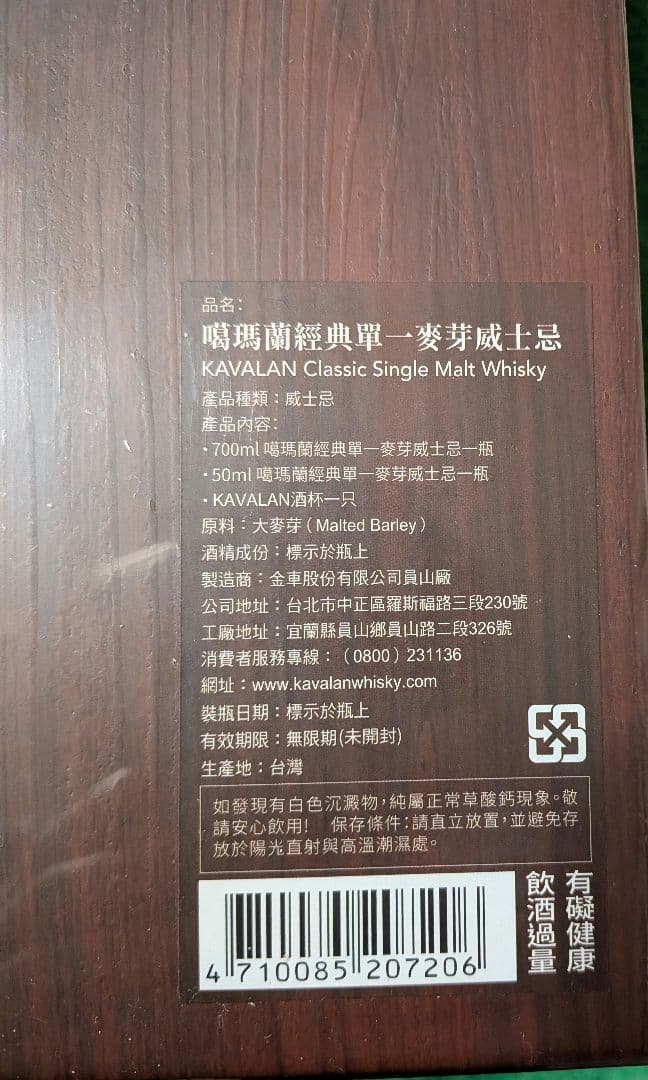 品名:
噶瑪蘭經典單一麥芽威士忌
KAVALAN Classic Single Malt Whisky
產品種類：威士忌
產品內容:
·700ml 噶瑪蘭經典單一麥芽威士忌一瓶
·50ml 噶瑪蘭經典單一麥芽威士忌一瓶
·KAVALAN酒杯一只
原料：大麥芽（Malted Barley）
酒精成份：標示於瓶上
製造商：金車股份有限公司員山廠
公司地址：台北市中正區羅斯福路三段230號
工廠地址：宜蘭縣員山鄉員山路二段326號
消費者服務專線：（0800）231136
網址：www.kavalanwhisky.com
裝瓶日期：標示於瓶上
有效期限：無限期(未開封)
生產地：台灣
如發現有白色沉澱物，純屬正常草酸鈣現象。敬
請安心飲用! 保存條件：請直立放置，並避免存
放於陽光直射與高溫潮濕處。
4 710085 207206
飲酒過量
有礙健康